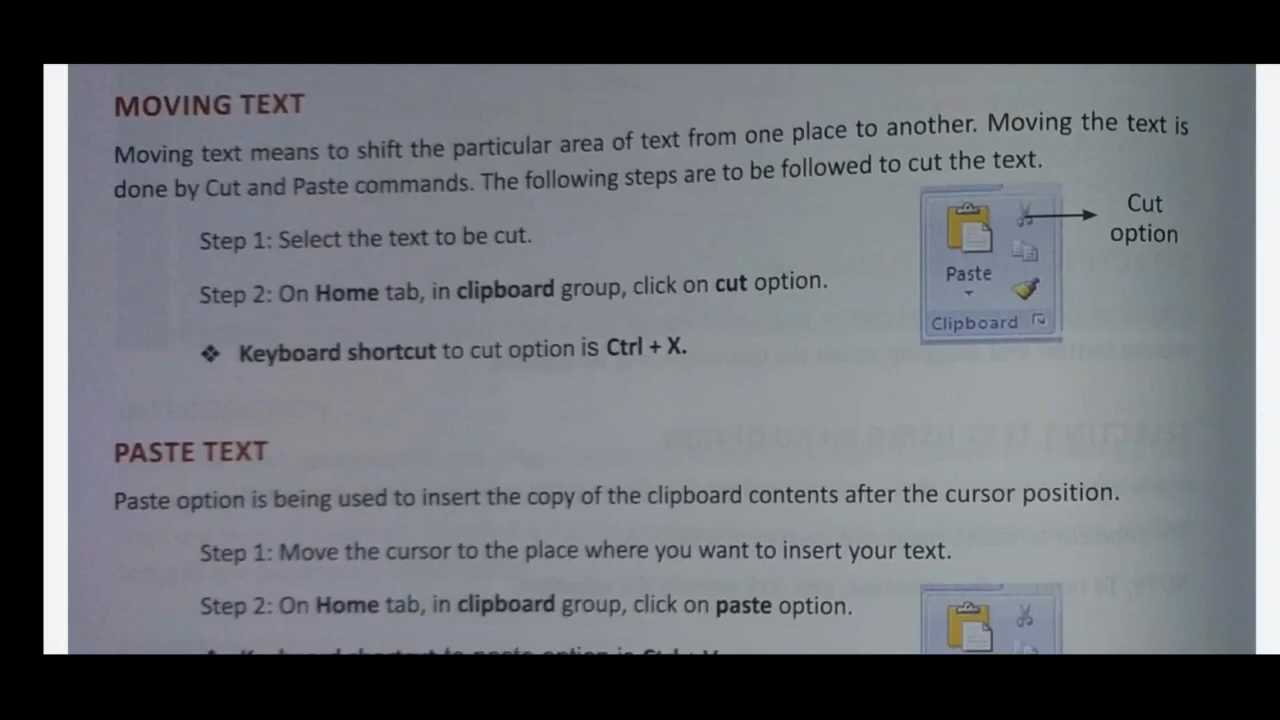 MOVING TEXT
Moving text means to shift the particular area of text from one place to another. Moving the text is
done by Cut and Paste commands. The following steps are to be followed to cut the text.
Cut
option
Step 1: Select the text to be cut.
Paste
Step 2: On Home tab, in clipboard group, click on cut option.
Clipboard
❖ Keyboard shortcut to cut option is Ctrl + X.
PASTE TEXT
Paste option is being used to insert the copy of the clipboard contents after the cursor position.
Step 1: Move the cursor to the place where you want to insert your text.
Step 2: On Home tab, in clipboard group, click on paste option.